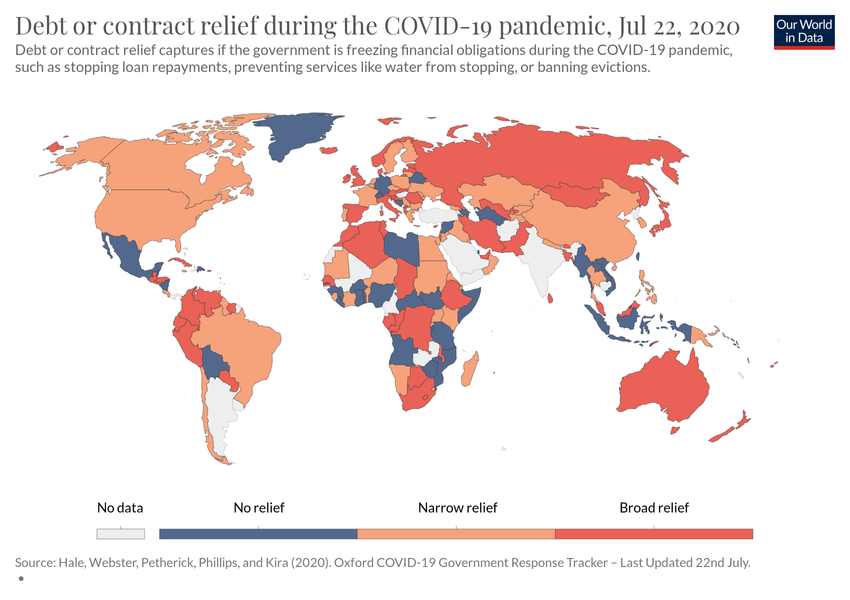 Debt or contract relief during the COVID-19 pandemic, Jul 22, 2020
Our World
in Data
Debt or contract relief captures if the government is freezing financial obligations during the COVID-19 pandemic,
such as stopping loan repayments, preventing services like water from stopping, or banning evictions.
No data
No relief
Narrow relief
Broad relief
Source: Hale, Webster, Petherick, Phillips, and Kira (2020). Oxford COVID-19 Government Response Tracker – Last Updated 22nd July.
•